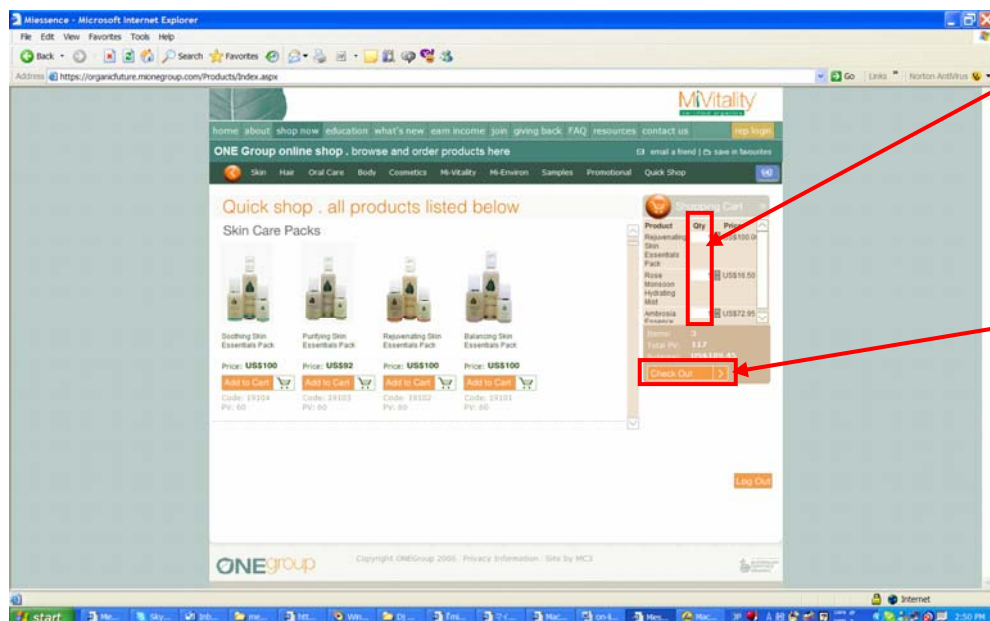 Miessence - Microsoft Internet Explorer
File Edit View Favorites Tools Help
Back Search Favorites
Address https://organicfuture.mionegroup.com/Products/Index.aspx Go Links Norton AntiVirus
MiVitality
home about shop now education what's new earn income join giving back FAQ resources contact us rep login
ONE Group online shop . browse and order products here email a friend | save in favourites
Skin Hair Oral Care Body Cosmetics Mi-Vitality Mi-Environ Samples Promotional Quick Shop
Quick shop . all products listed below
Skin Care Packs
Soothing Skin Essentials Pack
Price: US$100
Add to Cart
Code: 19104
PV: 60
Purifying Skin Essentials Pack
Price: US$92
Add to Cart
Code: 19103
PV: 60
Rejuvenating Skin Essentials Pack
Price: US$100
Add to Cart
Code: 19102
PV: 60
Balancing Skin Essentials Pack
Price: US$100
Add to Cart
Code: 19101
PV: 60
Shopping Cart
Product Qty Price
Rejuvenating Skin Essentials Pack US$100.00
Rose Monsoon Hydrating Mist US$16.50
Ambrosia Essence US$72.95
Items: 3
Total PV: 117
US$189.45
Check Out
Log Out
ONEgroup
Copyright ONEGroup 2005 | Privacy Information | Site by MC3
Internet
start 2:50 PM